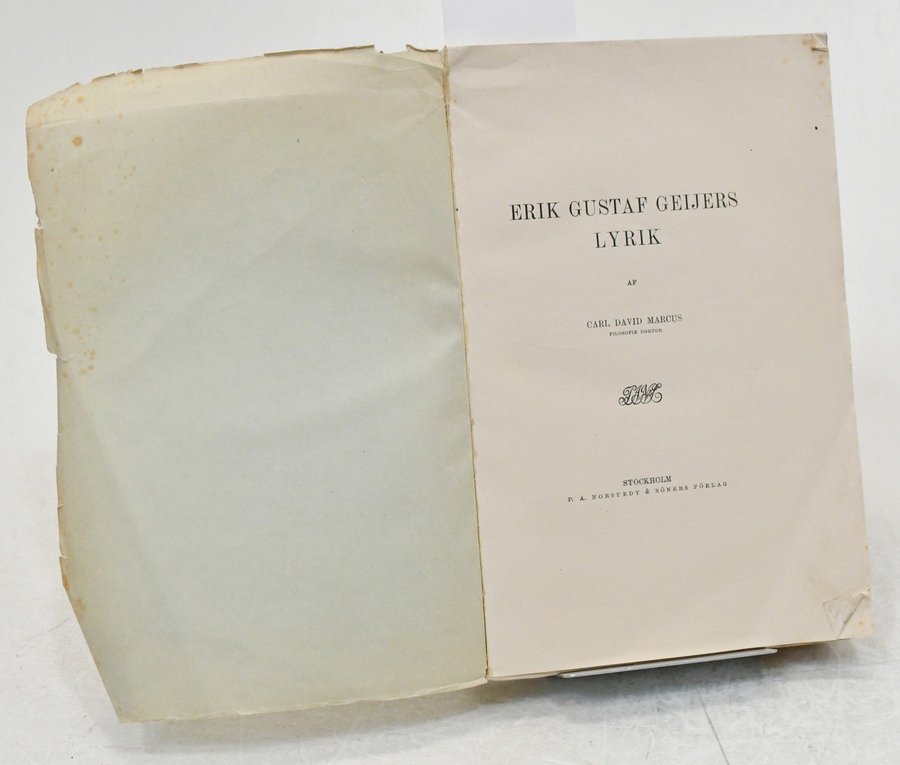 ERIK GUSTAF GEIJERS
LYRIK
AF
CARL DAVID MARCUS
FILOSOFIE DOKTOR
STOCKHOLM
P. A. NORSTEDT & SÖNERS FÖRLAG